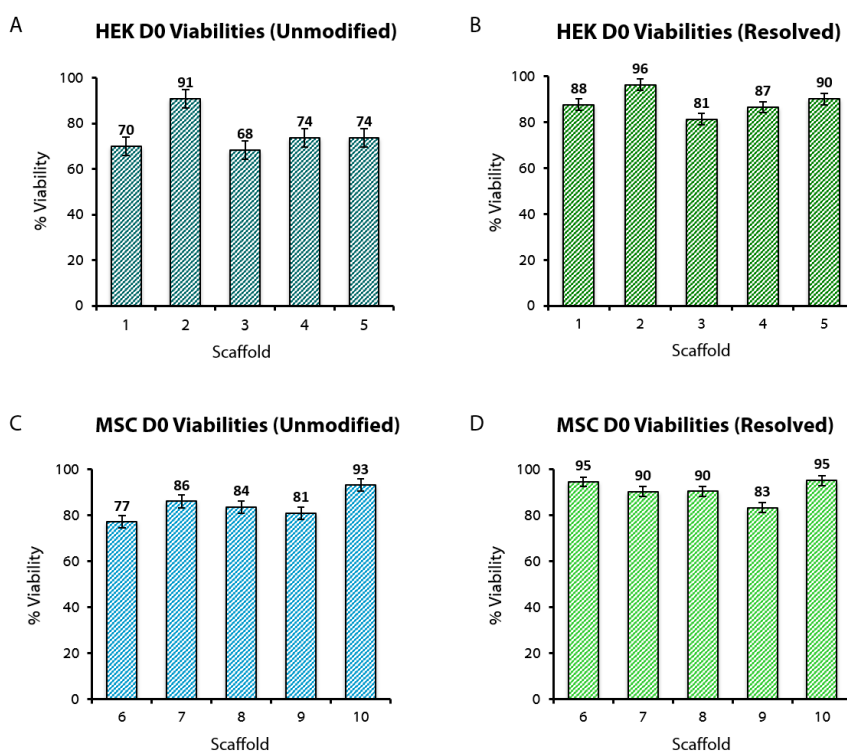 A
HEK D0 Viabilities (Unmodified)
% Viability
100
80
60
40
20
0
70
91
68
74
74
1 2 3 4 5
Scaffold
B
HEK D0 Viabilities (Resolved)
% Viability
100
80
60
40
20
0
88
96
81
87
90
1 2 3 4 5
Scaffold
C
MSC D0 Viabilities (Unmodified)
% Viability
100
80
60
40
20
0
77
86
84
81
93
6 7 8 9 10
Scaffold
D
MSC D0 Viabilities (Resolved)
% Viability
100
80
60
40
20
0
95
90
90
83
95
6 7 8 9 10
Scaffold